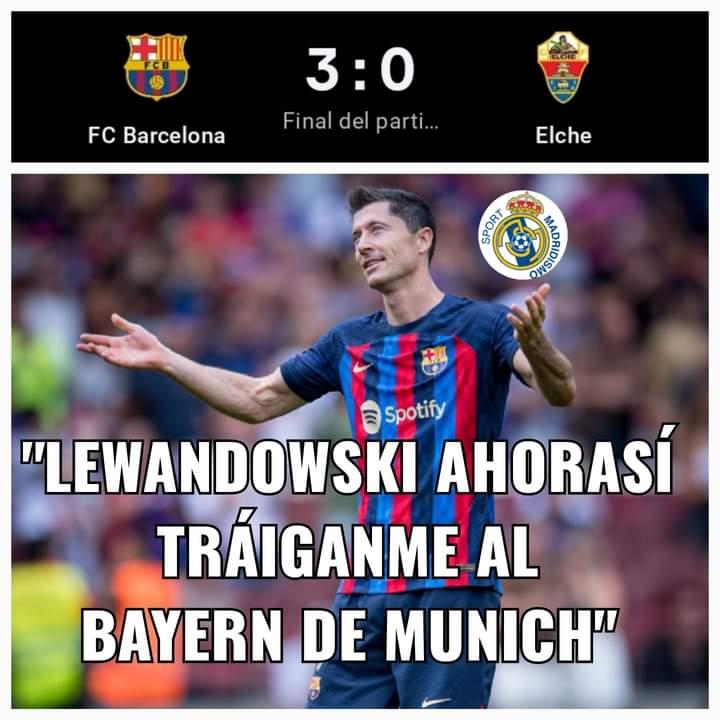 FCB
ELCHE
3:0
FC Barcelona
Final del parti...
Elche
SPORT MADRIDISMO
Spotify
"LEWANDOWSKI AHORASÍ
TRÁIGANME AL
BAYERN DE MUNICH"